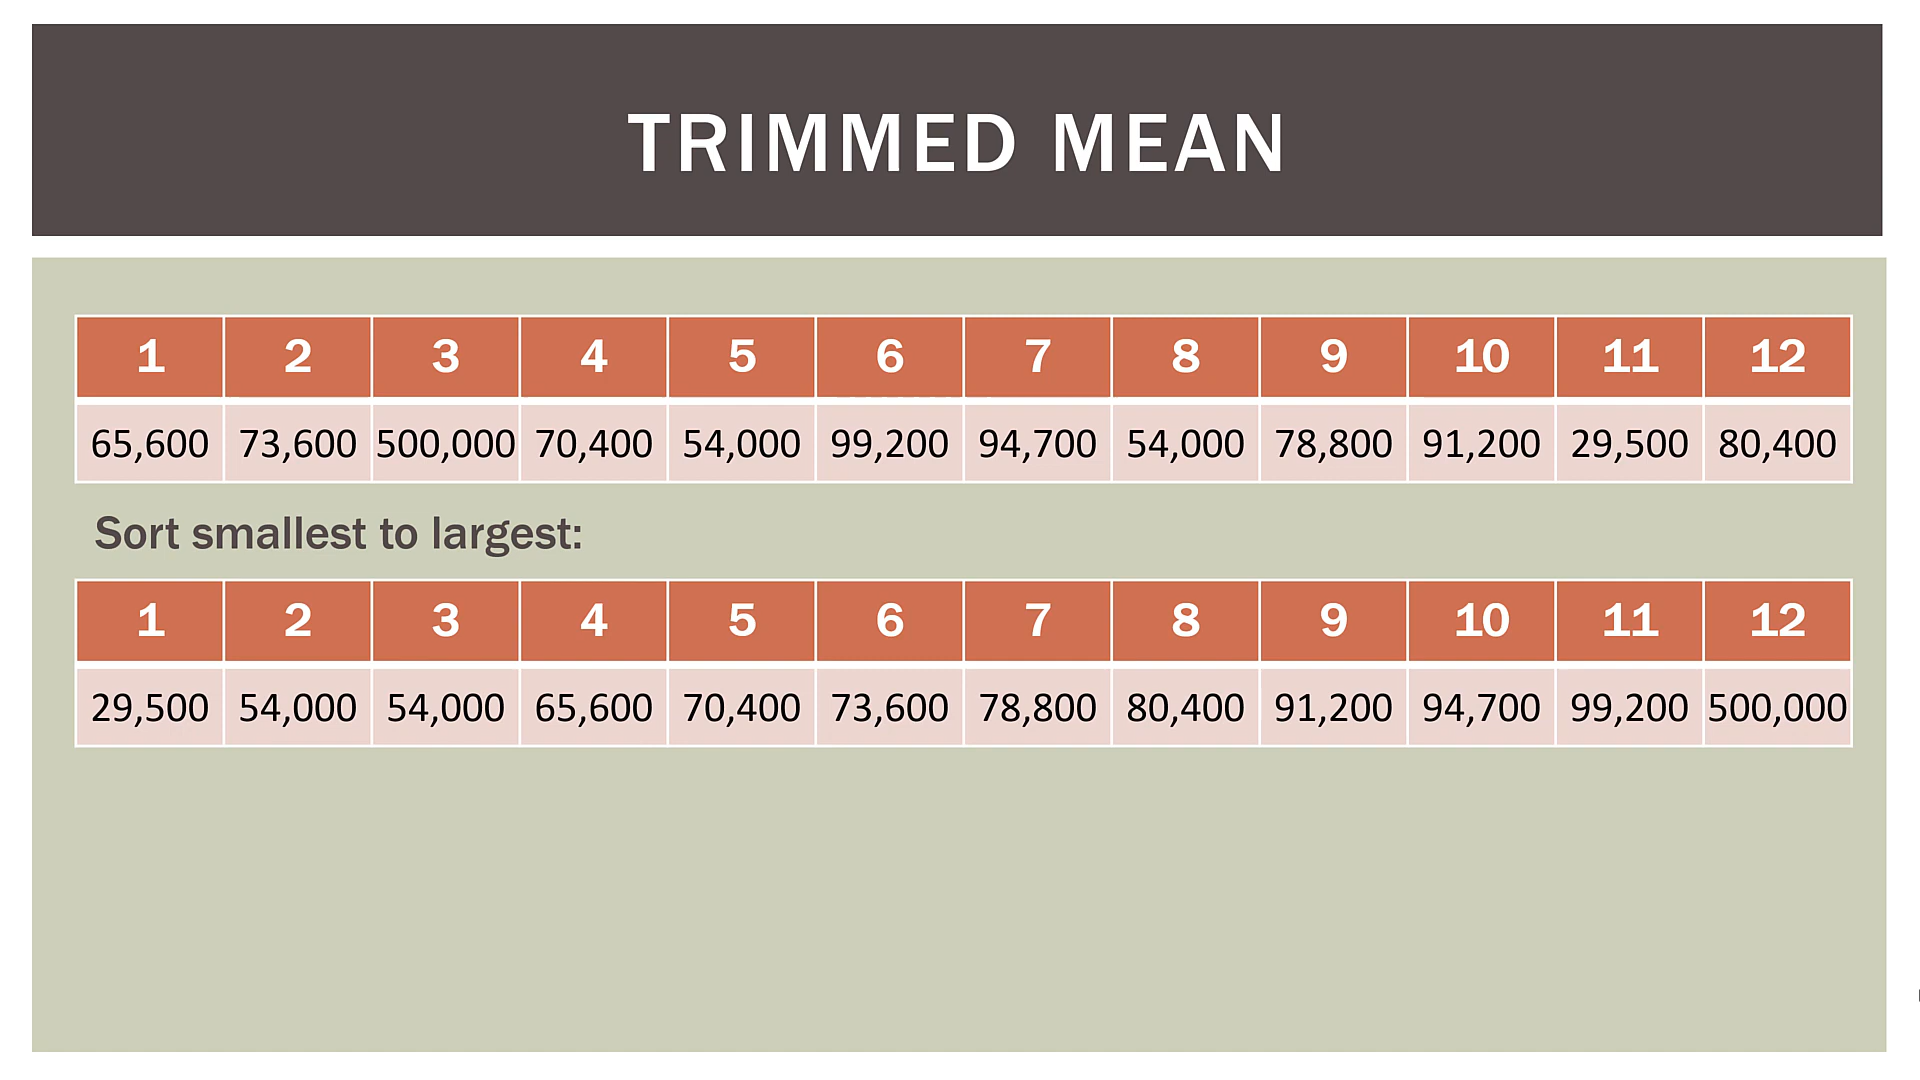 TRIMMED MEAN
1 2 3 4 5 6 7 8 9 10 11 12
65,600 73,600 500,000 70,400 54,000 99,200 94,700 54,000 78,800 91,200 29,500 80,400
Sort smallest to largest:
1 2 3 4 5 6 7 8 9 10 11 12
29,500 54,000 54,000 65,600 70,400 73,600 78,800 80,400 91,200 94,700 99,200 500,000